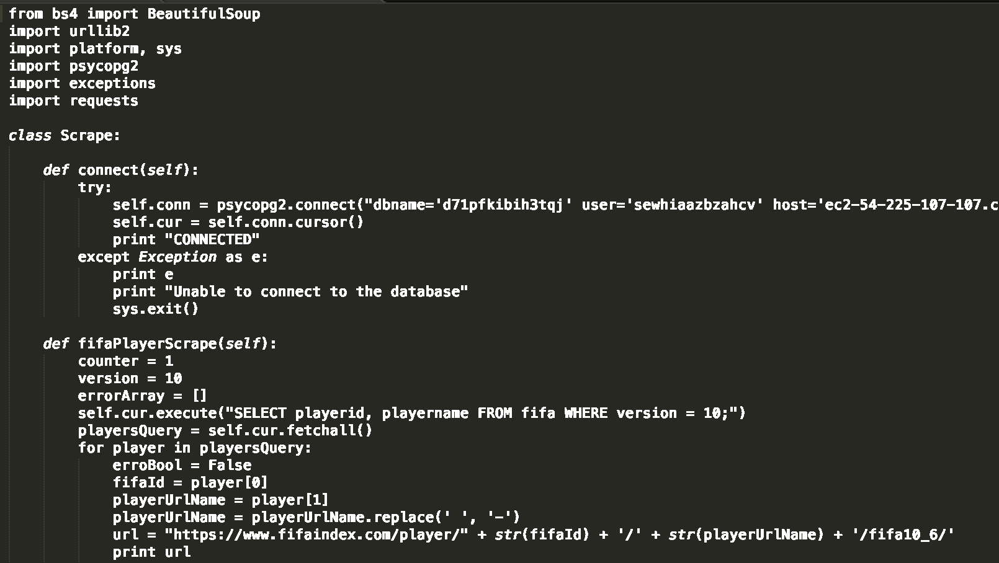 from bs4 import BeautifulSoup
import urllib2
import platform, sys
import psycopg2
import exceptions
import requests
class Scrape:
def connect(self):
try:
self.conn = psycopg2.connect("dbname='d71pfkibih3tqj' user='sewhiaazbzahcv' host='ec2-54-225-107-107.c
self.cur = self.conn.cursor()
print "CONNECTED"
except Exception as e:
print e
print "Unable to connect to the database"
sys.exit()
def fifaPlayerScrape(self):
counter = 1
version = 10
errorArray = []
self.cur.execute("SELECT playerid, playername FROM fifa WHERE version = 10;")
playersQuery = self.cur.fetchall()
for player in playersQuery:
erroBool = False
fifaId = player[0]
playerUrlName = player[1]
playerUrlName = playerUrlName.replace(' ', '-')
url = "https://www.fifaindex.com/player/" + str(fifaId) + '/' + str(playerUrlName) + '/fifa10_6/'
print url